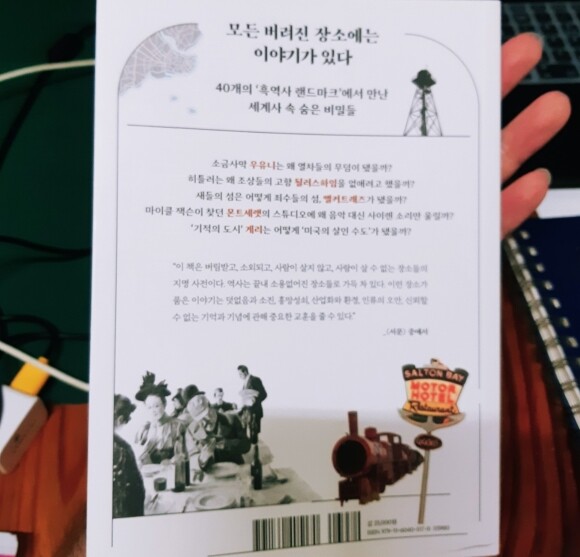 모든 버려진 장소에는
이야기가 있다
40개의 '흑역사 랜드마크'에서 만난
세계사 속 숨은 비밀들
소금사막 우유니는 왜 열차들의 무덤이 됐을까?
히틀러는 왜 조상들의 고향 될러스하임을 없애려고 했을까?
새들의 섬은 어떻게 죄수들의 섬, 앨커트래즈가 됐을까?
마이클 잭슨이 찾던 몬트세랫의 스튜디오에 왜 음악 대신 사이렌 소리만 울릴까?
'기적의 도시' 게리는 어떻게 '미국의 살인 수도'가 됐을까?
"이 책은 버림받고, 소외되고, 사람이 살지 않고, 사람이 살 수 없는 장소들의
지명 사전이다. 역사는 끝내 소용없어진 장소들로 가득 차 있다. 이런 장소가
품은 이야기는 덧없음과 소진, 흥망성쇠, 산업화와 환경, 인류의 오만, 신뢰할
수 없는 기억과 기념에 관해 중요한 교훈을 줄 수 있다."
_〈서문〉 중에서
SALTON BAY
MOTOR
HOTEL
Restaurant